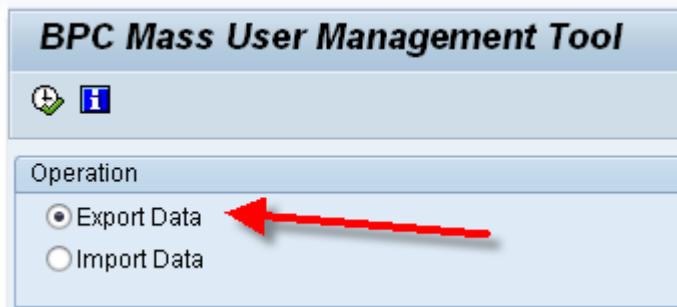 BPC Mass User Management Tool
Operation
Export Data
Import Data